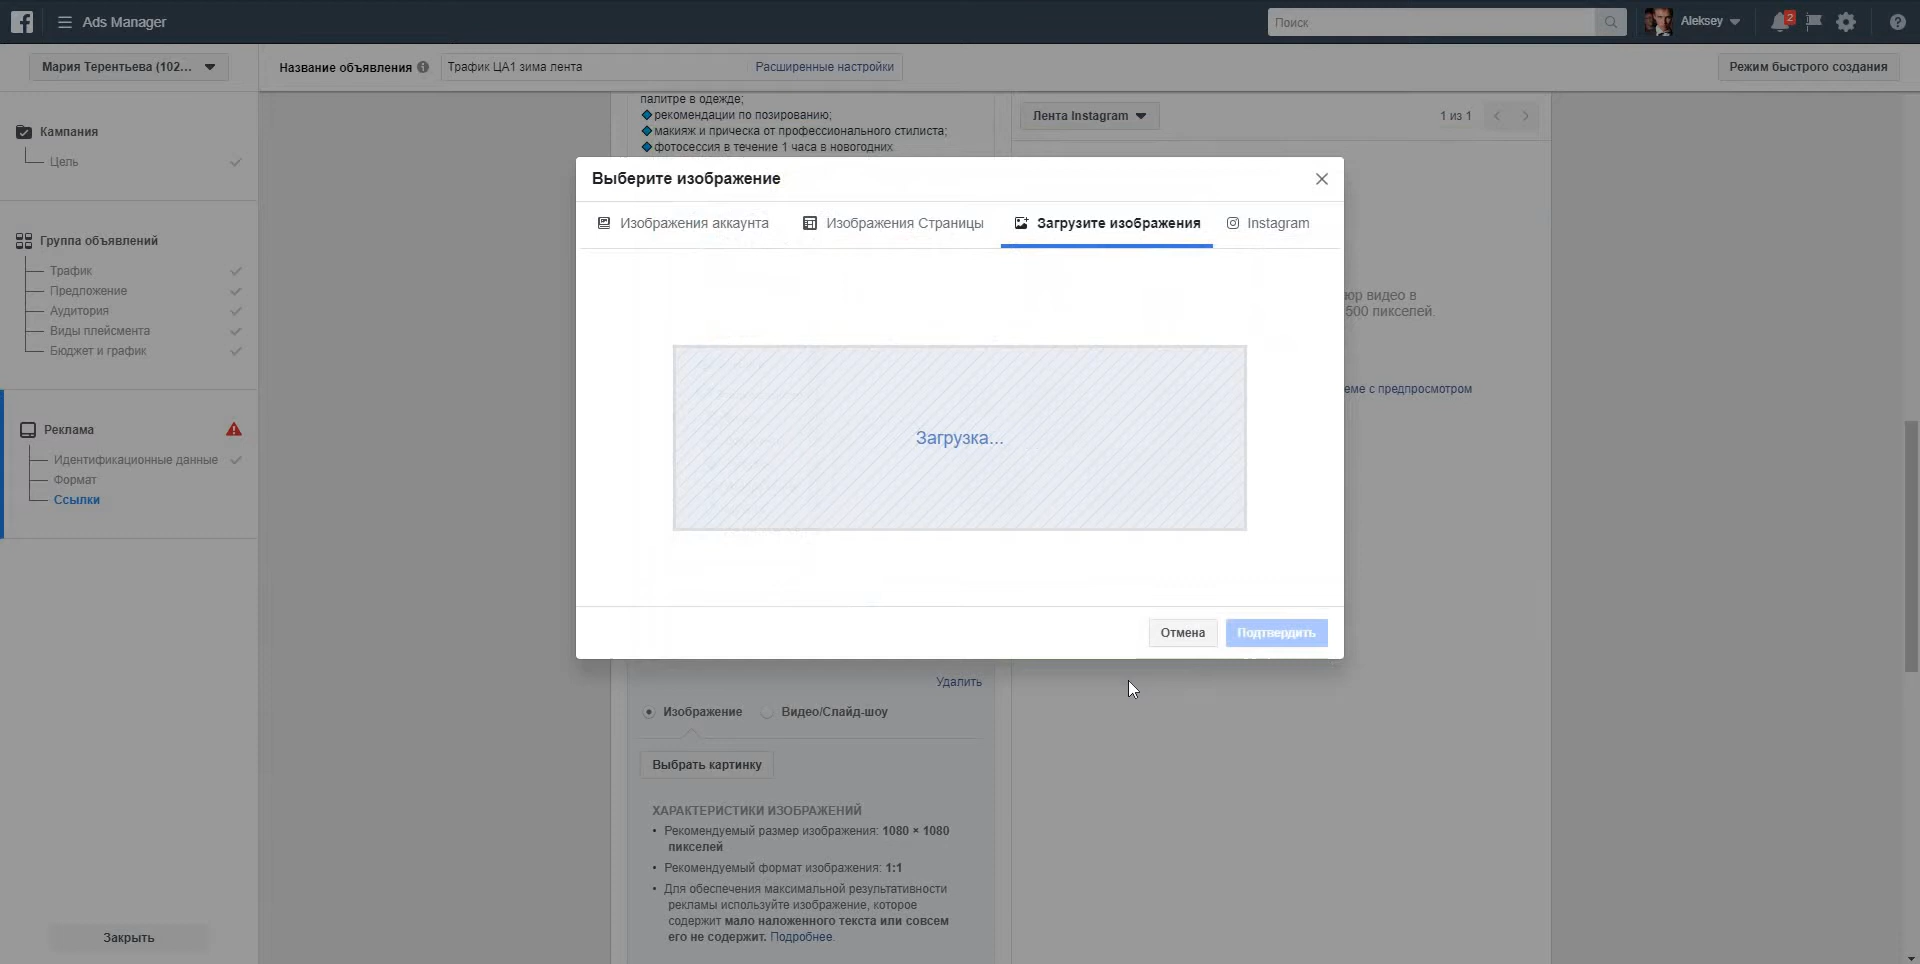 Ads Manager
Поиск
Aleksey
2
Мария Терентьева (102...
Название объявления
Трафик ЦА1 зима лента
Расширенные настройки
Режим быстрого создания
Кампания
Цель
Группа объявлений
Трафик
Предложение
Аудитория
Виды плейсмента
Бюджет и график
Реклама
Идентификационные данные
Формат
Ссылки
Закрыть
палитре в одежде;
рекомендации по позированию;
макияж и прическа от профессионального стилиста;
фотосессия в течение 1 часа в новогодних
Лента Instagram
1 из 1
Выберите изображение
Изображения аккаунта
Изображения Страницы
Загрузите изображения
Instagram
юр видео в
500 пикселей.
еме с предпросмотром
Загрузка...
Отмена
Подтвердить
Удалить
Изображение
Видео/Слайд-шоу
Выбрать картинку
ХАРАКТЕРИСТИКИ ИЗОБРАЖЕНИЙ
• Рекомендуемый размер изображения: 1080 × 1080
пикселей
• Рекомендуемый формат изображения: 1:1
• Для обеспечения максимальной результативности
рекламы используйте изображение, которое
содержит мало наложенного текста или совсем
его не содержит. Подробнее.